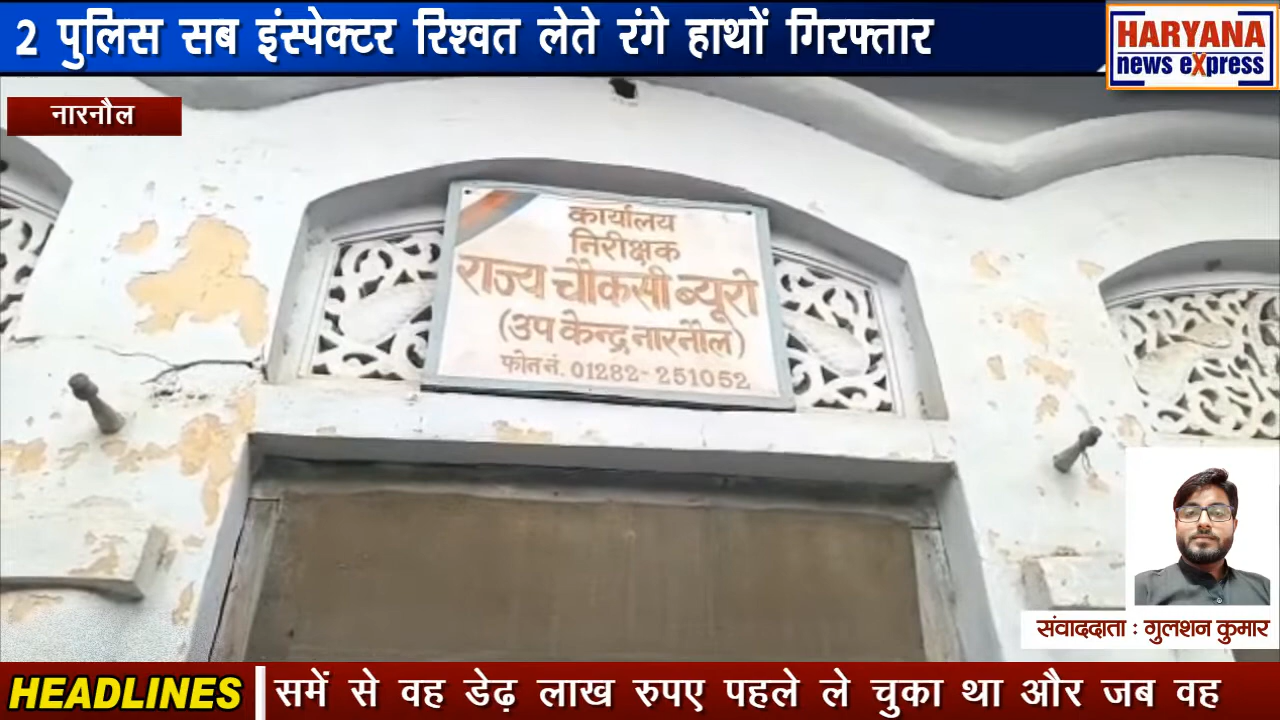 2 पुलिस सब इंस्पेक्टर रिश्वत लेते रंगे हाथों गिरफ्तार
HARYANA
news eXpress
नारनौल
कार्यालय
निरीक्षक
राज्य चौकसी ब्यूरो
(उप केन्द्र नारनौल)
फोन नं. 01282-251052
संवाददाता : गुलशन कुमार
HEADLINES
समें से वह डेढ़ लाख रुपए पहले ले चुका था और जब वह